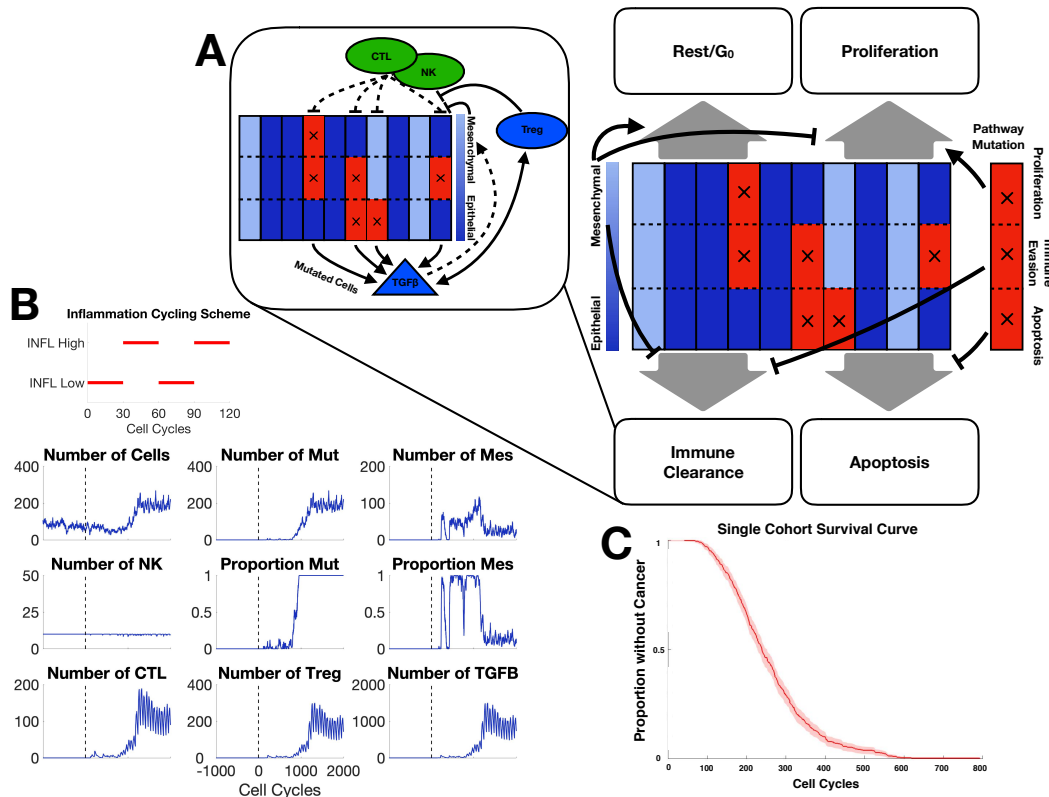 A
CTL
NK
Treg
Mesenchymal
Epithelial
× 
× × × ×
× ×
Mutated Cells
TGFβ
Rest/G₀
Proliferation
Mesenchymal
Epithelial
×
× × ×
× ×
Pathway
Mutation
Proliferation
Immune
Evasion
Apoptosis
×
×
×
Immune
Clearance
Apoptosis
B
Inflammation Cycling Scheme
INFL High
INFL Low
0 30 60 90 120
Cell Cycles
Number of Cells
400
200
0
Number of Mut
400
200
0
Number of Mes
200
100
0
Number of NK
50
25
0
Proportion Mut
1
0.5
0
Proportion Mes
1
0.5
0
Number of CTL
200
100
0
Number of Treg
400
200
0
-1000 0 1000 2000
Cell Cycles
Number of TGFB
2000
1000
0
C
Single Cohort Survival Curve
Proportion without Cancer
1
0.5
0
0 100 200 300 400 500 600 700 800
Cell Cycles